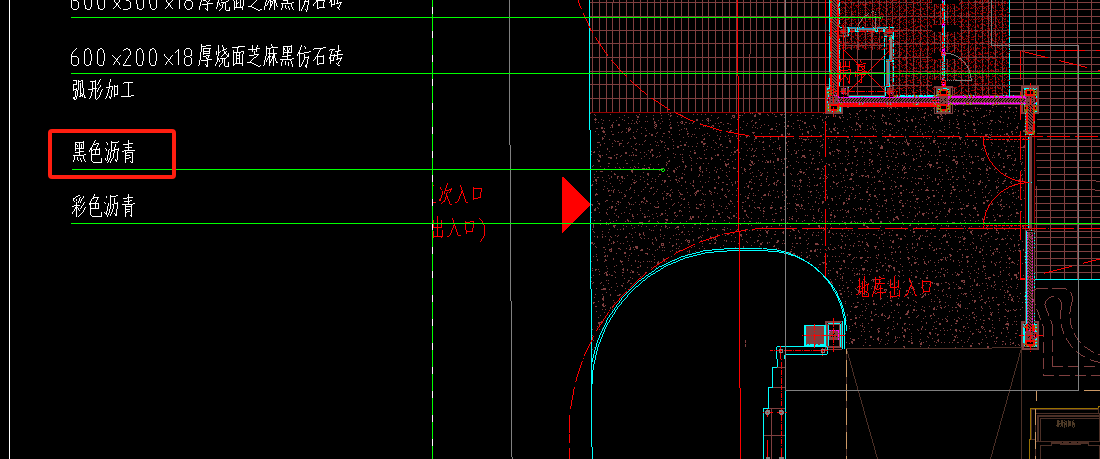 600×300×18厚烧面芝麻黑仿石砖
600×200×18厚烧面芝麻黑仿石砖
弧形加工
黑色沥青
彩色沥青
次入口
出入口)
地库出入口